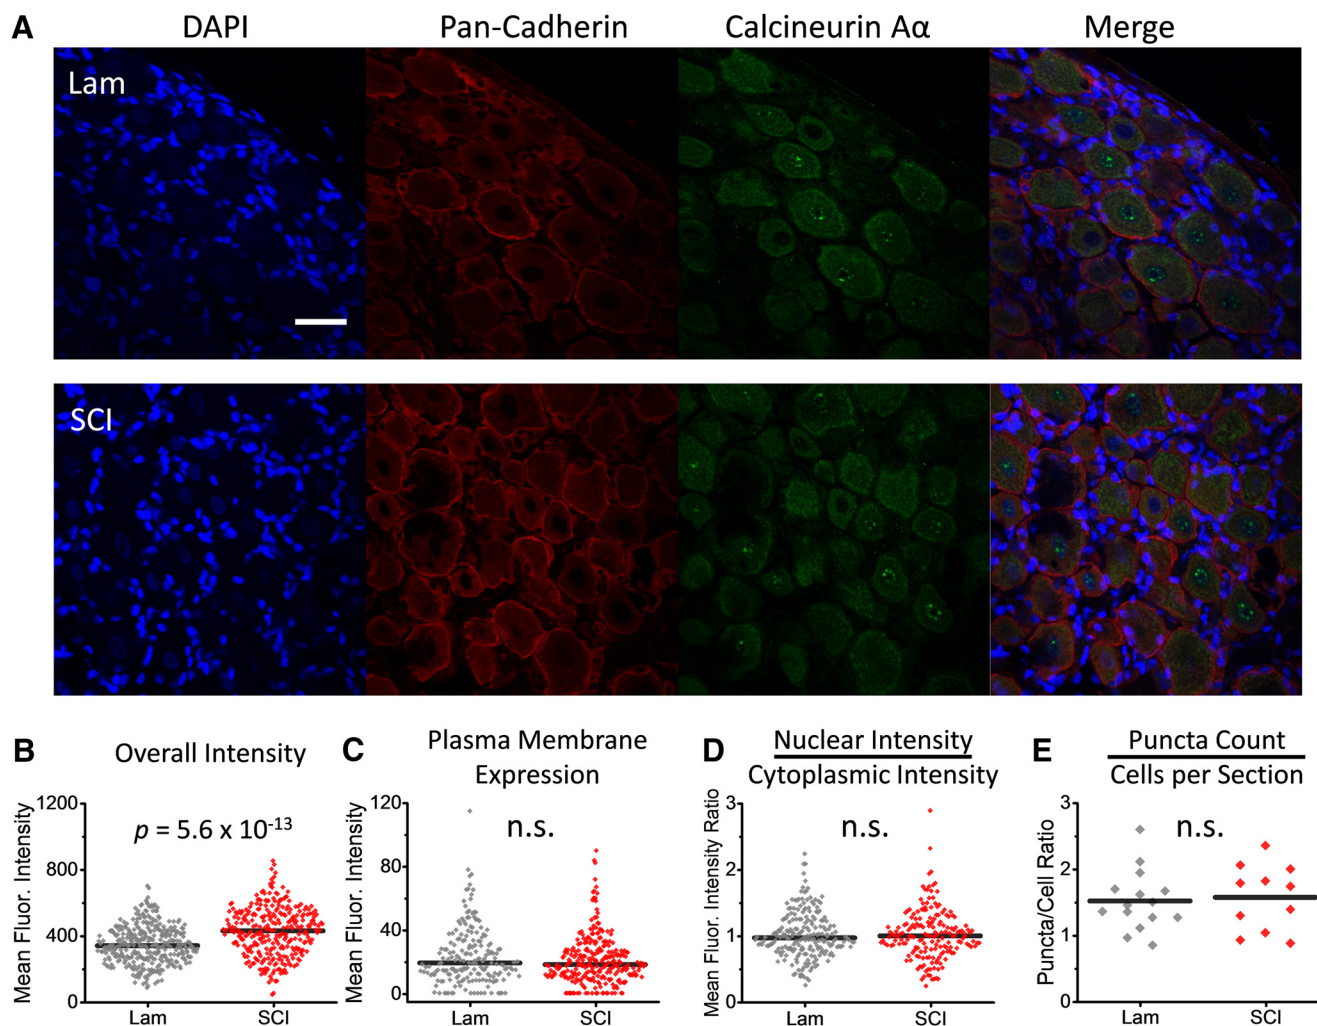 A
DAPI
Pan-Cadherin
Calcineurin Aα
Merge
Lam
SCI
B
Overall Intensity
Mean Fluor. Intensity
1200
800
400
0
p = 5.6 x 10-13
Lam
SCI
C
Plasma Membrane
Expression
Mean Fluor. Intensity
120
80
40
0
n.s.
Lam
SCI
D
Nuclear Intensity
Cytoplasmic Intensity
Mean Fluor. Intensity Ratio
3
2
1
0
n.s.
Lam
SCI
E
Puncta Count
Cells per Section
Puncta/Cell Ratio
3
2
1
0
n.s.
Lam
SCI